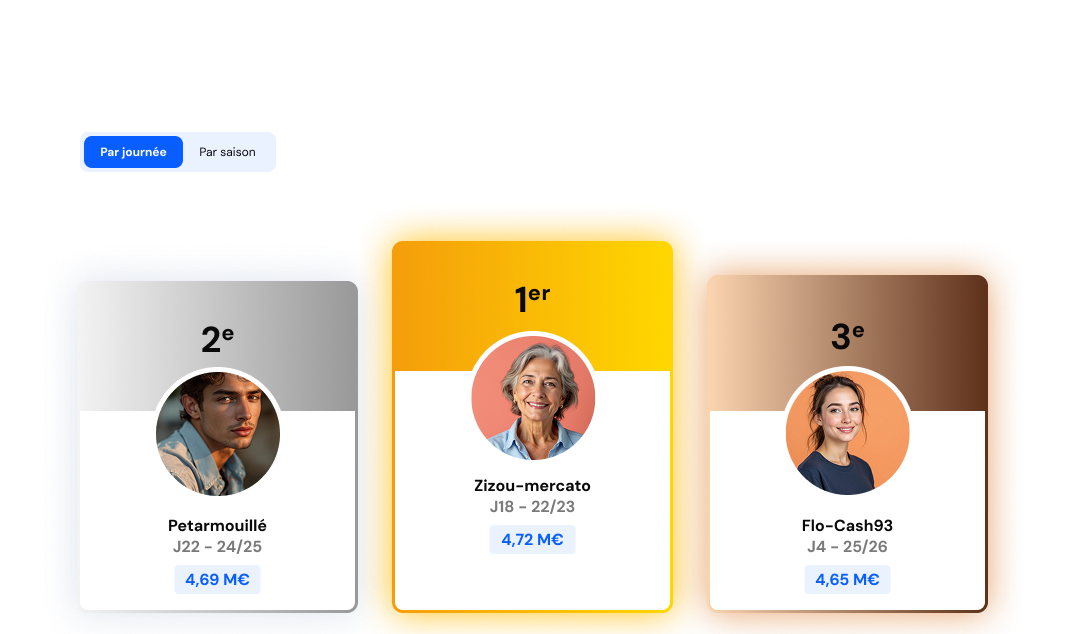 Par journée Par saison
2e
Petarmouillé
J22 - 24/25
4,69 M€
1er
Zizou-mercato
J18 - 22/23
4,72 M€
3e
Flo-Cash93
J4 - 25/26
4,65 M€